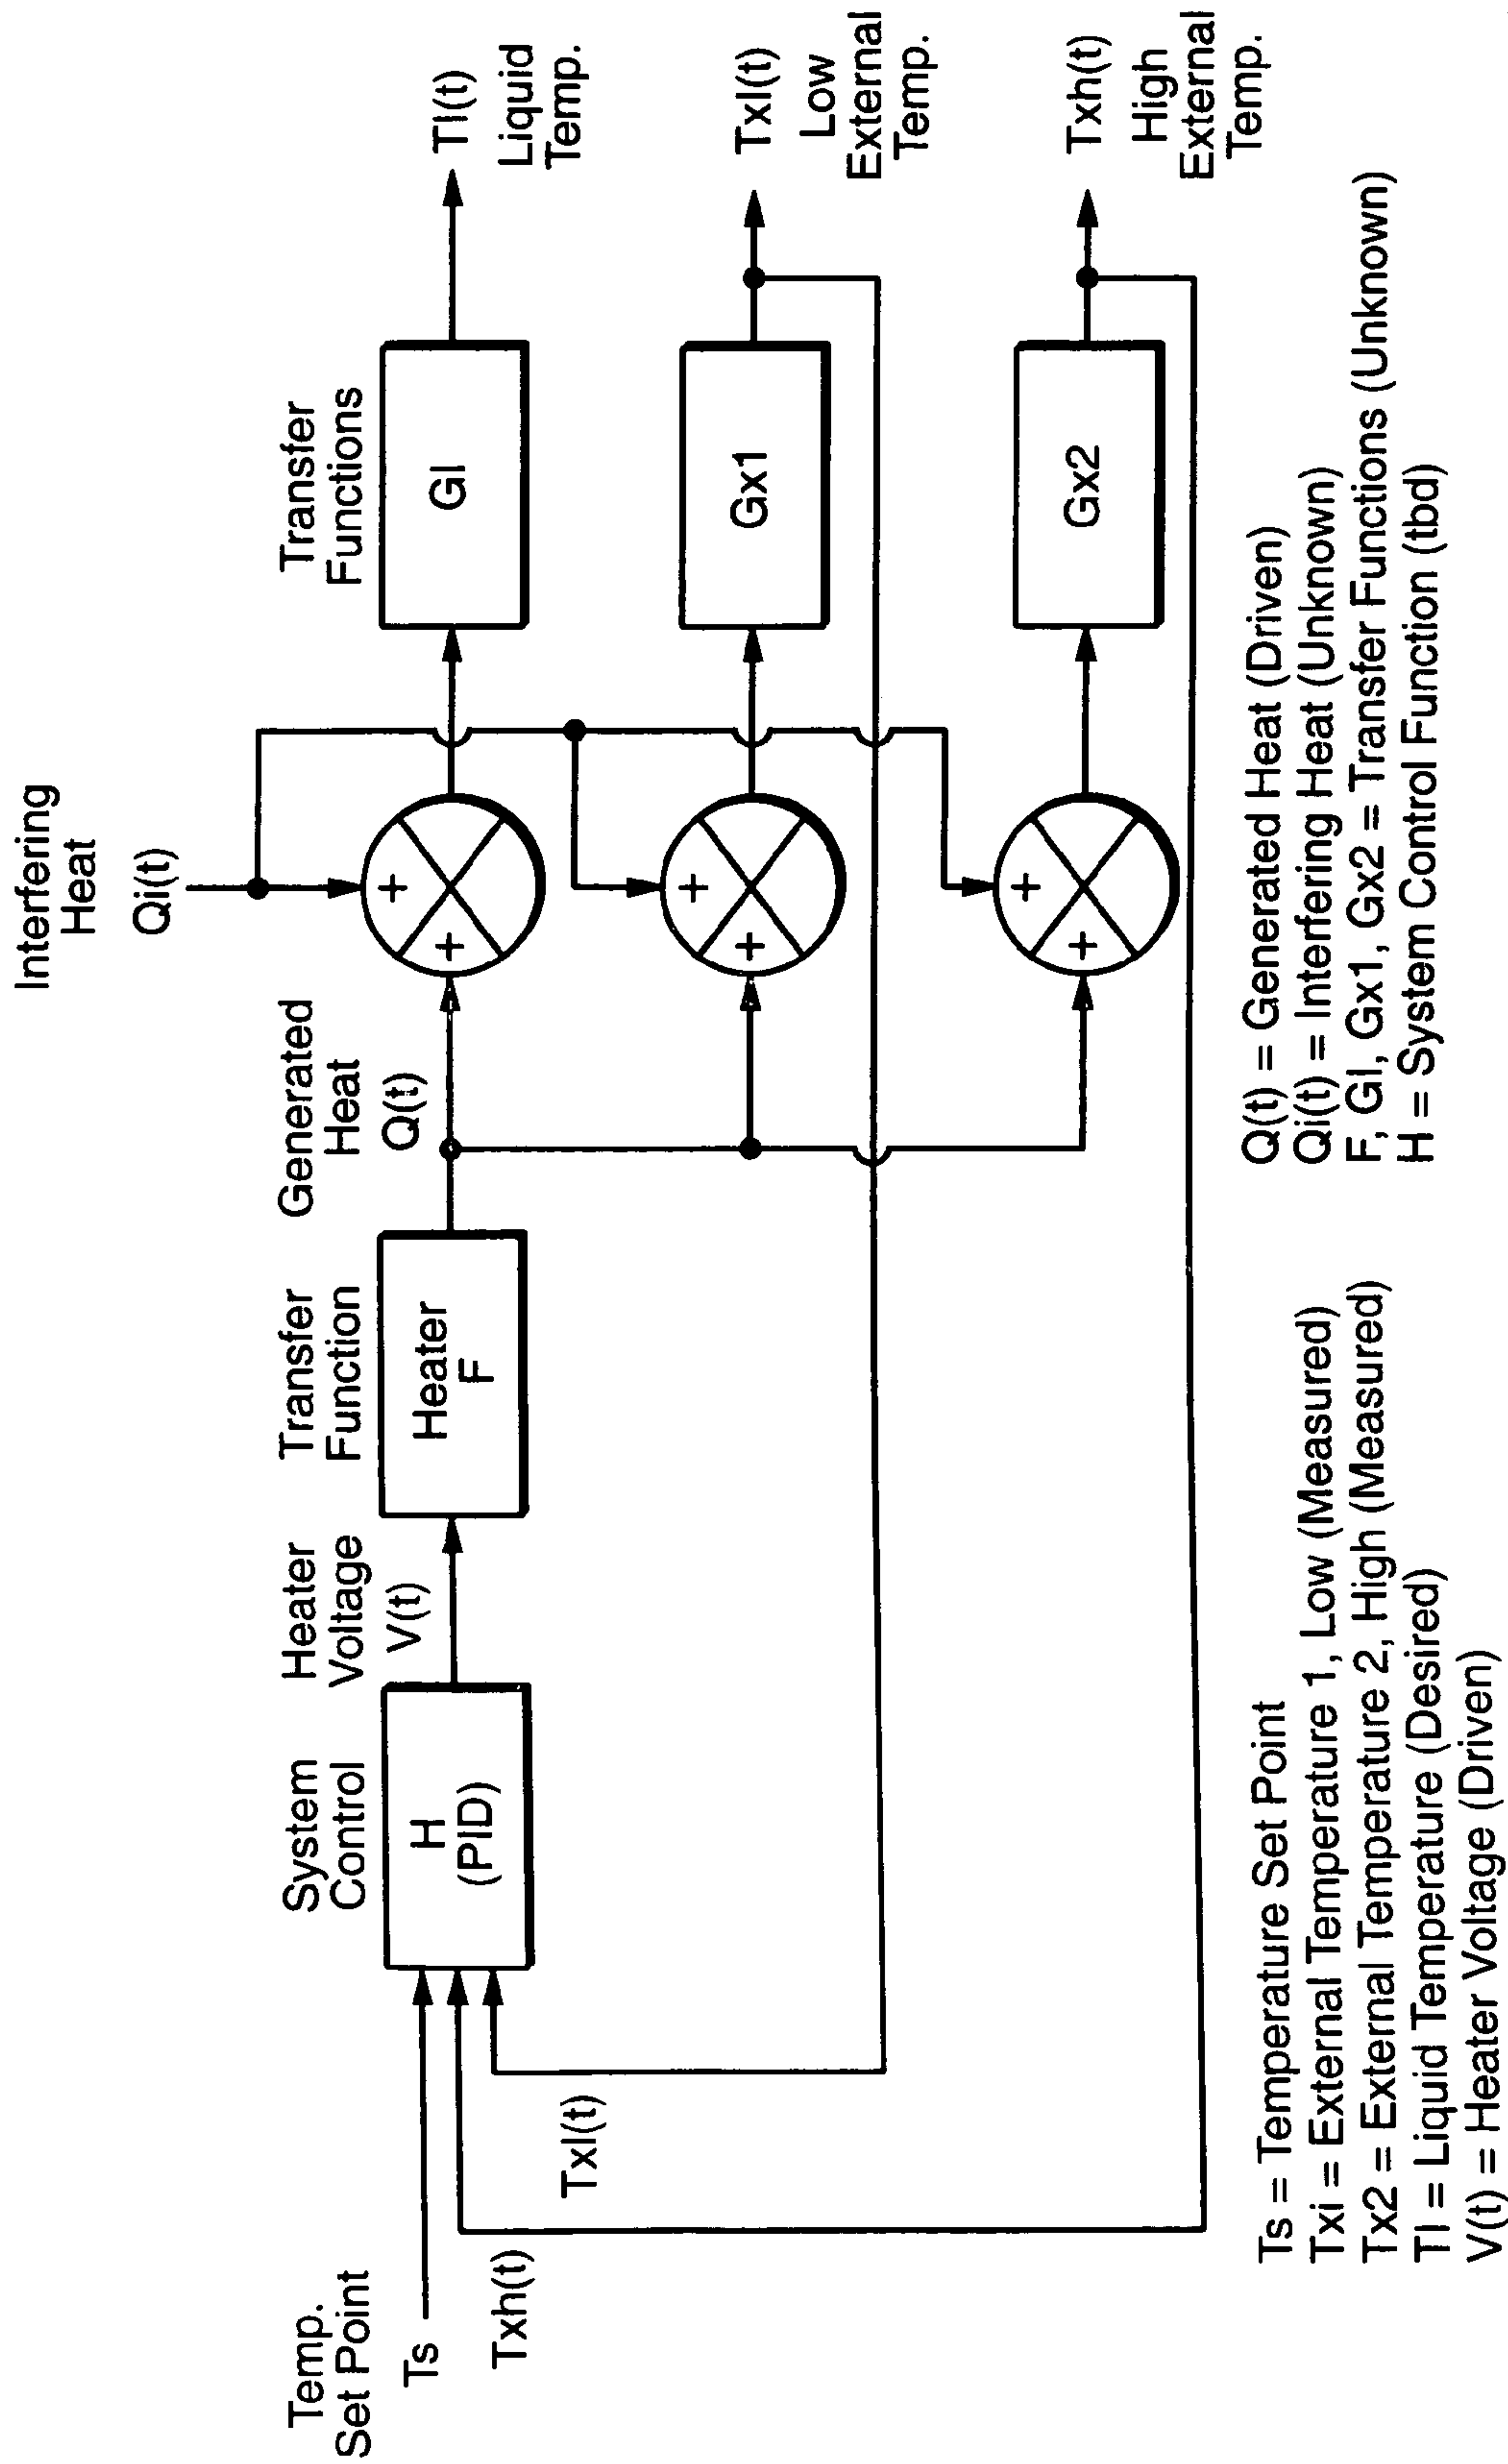 Interfering
Heat
Qi(t)
Temp.
Set Point
Ts
Txh(t)
Txl(t)
System
Control
H
(PID)
Heater
Voltage
V(t)
Transfer
Function
Heater
F
Generated
Heat
Q(t)
+
+
+
+
+
+
Transfer
Functions
Gl
Gx1
Gx2
Tl(t)
Liquid
Temp.
Txl(t)
Low
External
Temp.
Txh(t)
High
External
Temp.
Ts = Temperature Set Point
Txi = External Temperature 1, Low (Measured)
Tx2 = External Temperature 2, High (Measured)
Tl = Liquid Temperature (Desired)
V(t) = Heater Voltage (Driven)
Q(t) = Generated Heat (Driven)
Qi(t) = Interfering Heat (Unknown)
F, Gl, Gx1, Gx2 = Transfer Functions (Unknown)
H = System Control Function (tbd)